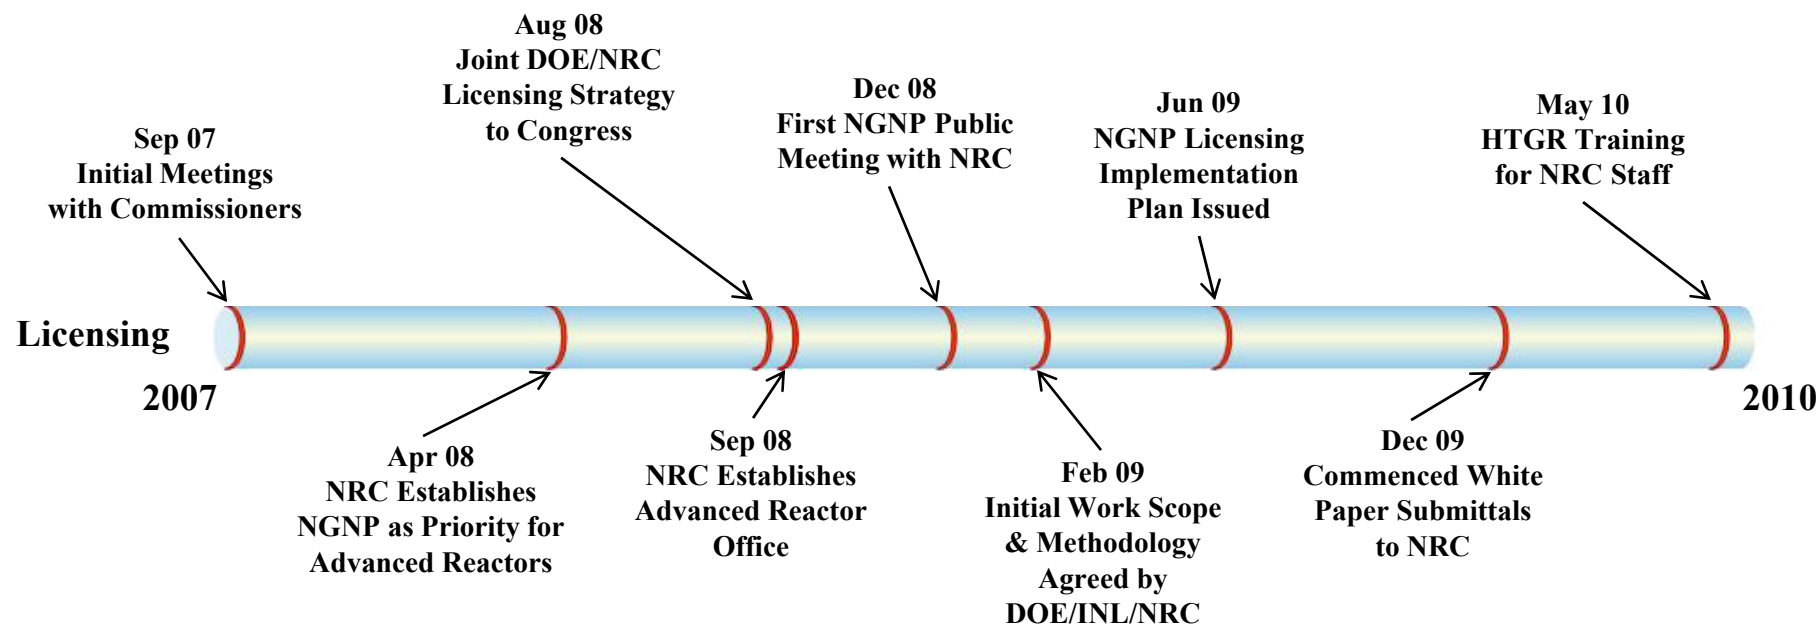 Aug 08
Joint DOE/NRC
Licensing Strategy
to Congress
Dec 08
First NGNP Public
Meeting with NRC
Jun 09
NGNP Licensing
Implementation
Plan Issued
May 10
HTGR Training
for NRC Staff
Sep 07
Initial Meetings
with Commissioners
Licensing
2007
2010
Apr 08
NRC Establishes
NGNP as Priority for
Advanced Reactors
Sep 08
NRC Establishes
Advanced Reactor
Office
Feb 09
Initial Work Scope
& Methodology
Agreed by
DOE/INL/NRC
Dec 09
Commenced White
Paper Submittals
to NRC